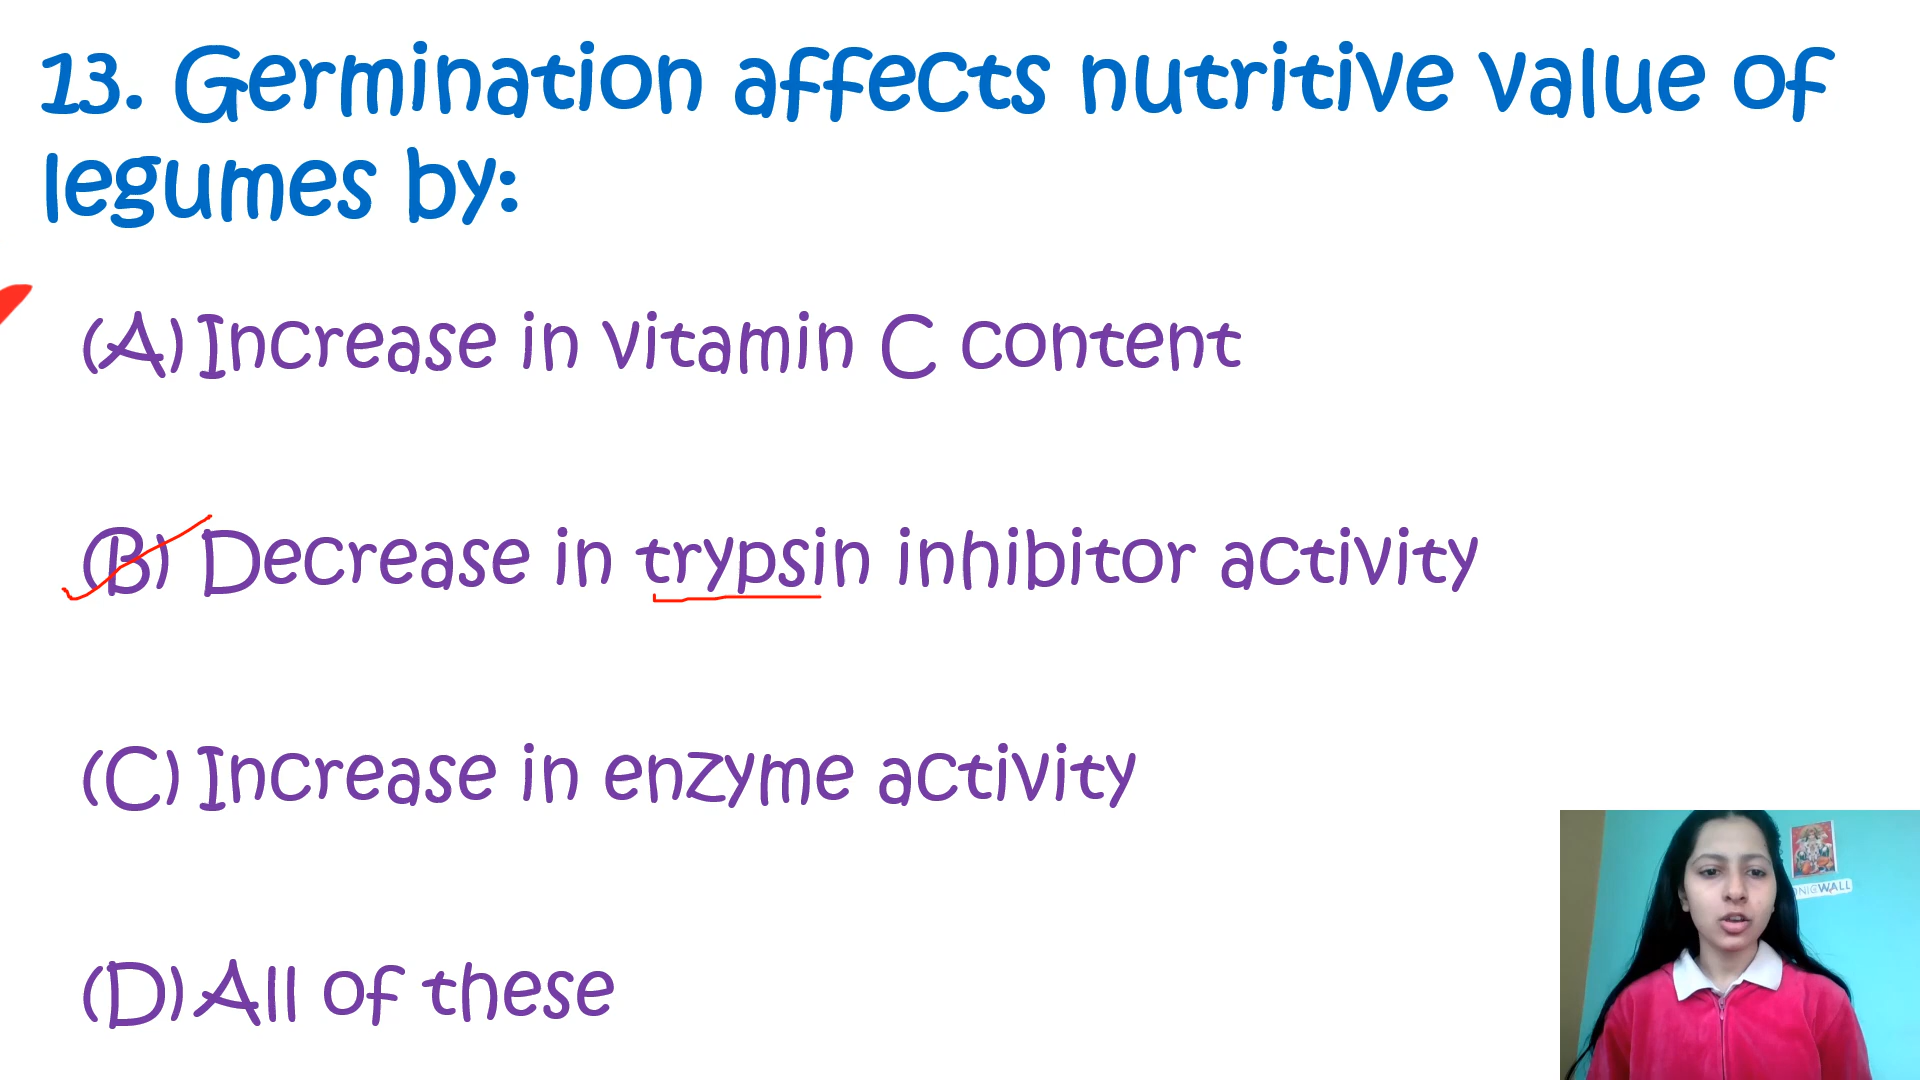 13. Germination affects nutritive value of
legumes by:
(A) Increase in vitamin C content
(B) Decrease in trypsin inhibitor activity
(C) Increase in enzyme activity
(D) All of these
ONICWALL